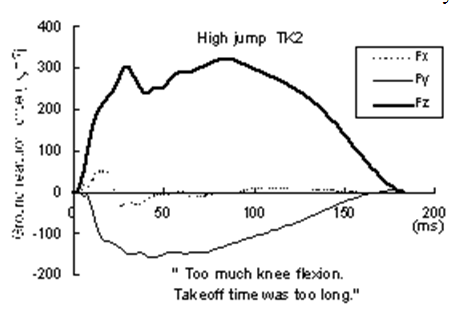 High jump TK2
Fx
Fy
Fz
400
300
200
100
0
-100
-200
0
50
100
150
200
(ms)
" Too much knee flexion.
Takeoff time was too long."